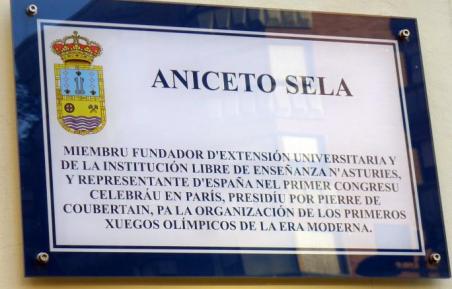 ANICETO SELA
MIEMBRU FUNDADOR D'EXTENSIÓN UNIVERSITARIA Y
DE LA INSTITUCIÓN LIBRE DE ENSEÑANZA N'ASTURIES,
Y REPRESENTANTE D'ESPAÑA NEL PRIMER CONGRESU
CELEBRÁU EN PARÍS, PRESIDÍU POR PIERRE DE
COUBERTAIN, PA LA ORGANIZACIÓN DE LOS PRIMEROS
XUEGOS OLÍMPICOS DE LA ERA MODERNA.